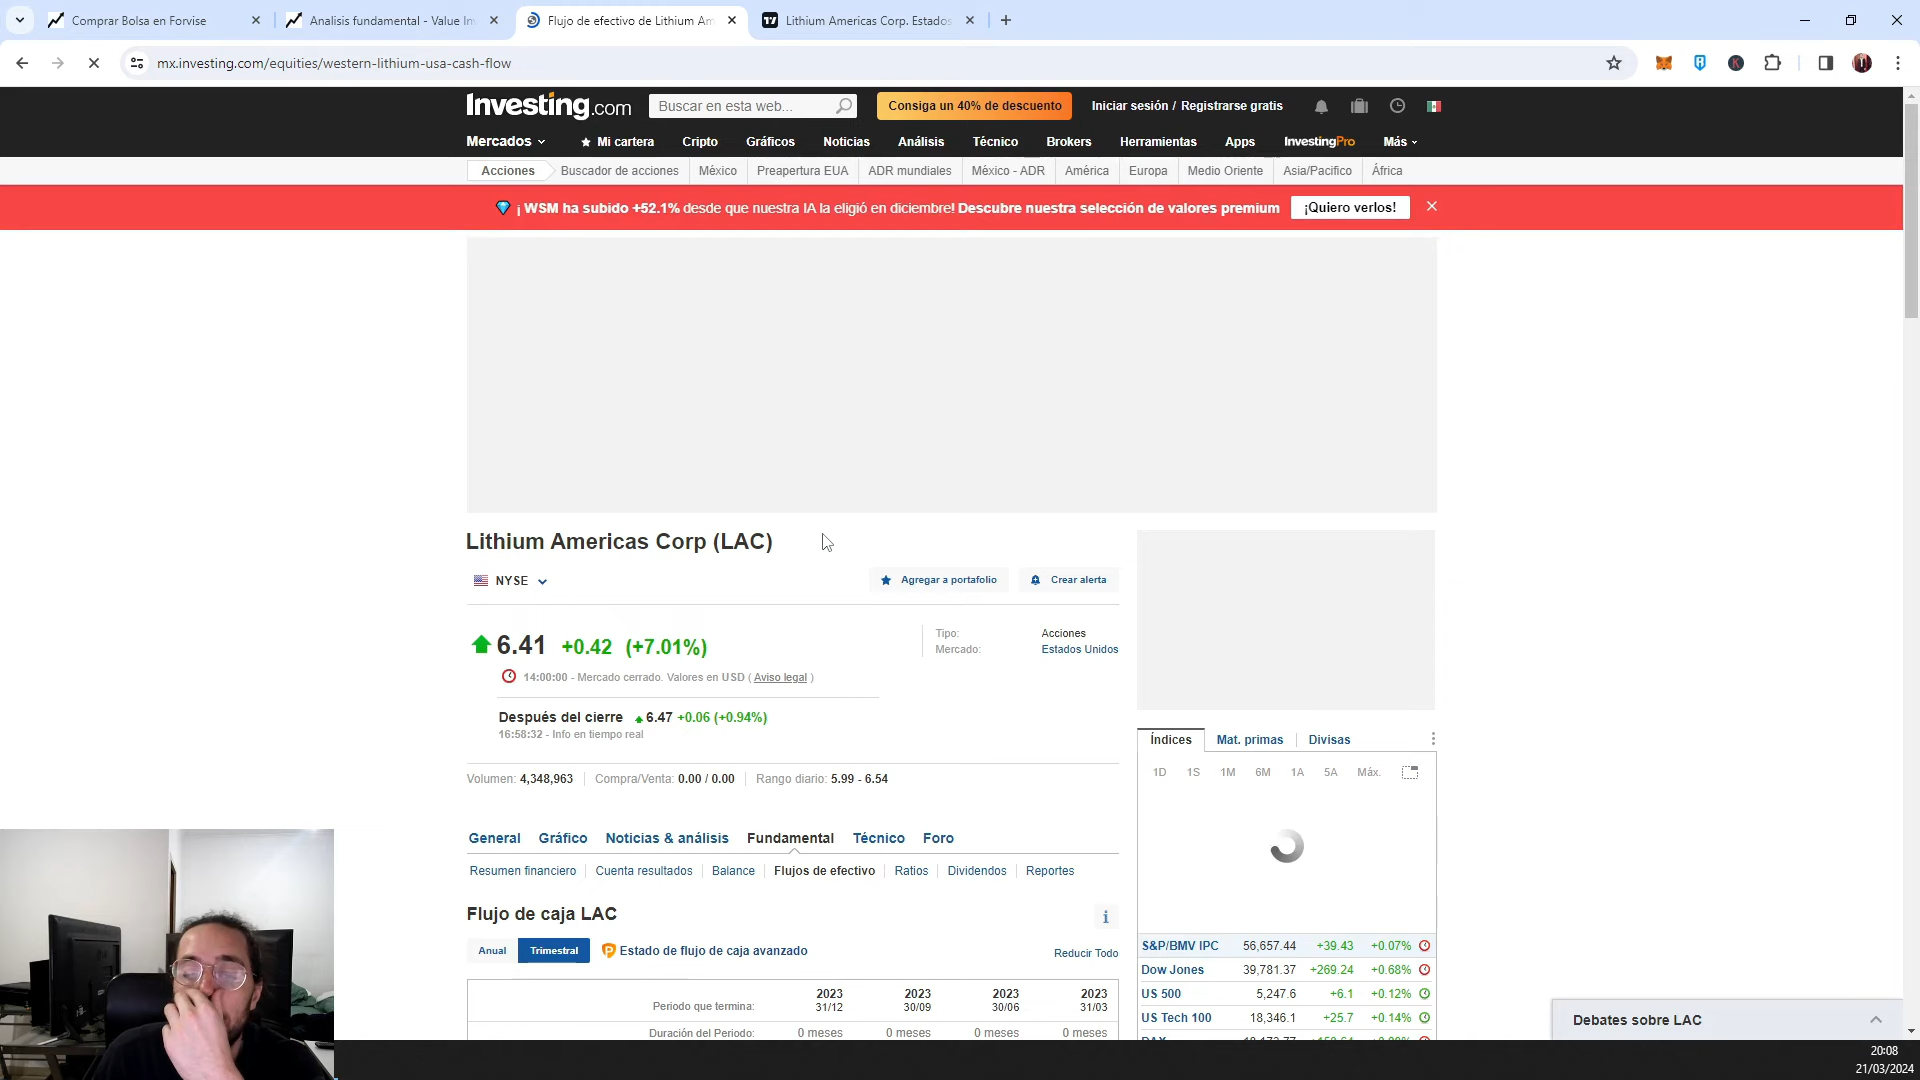 Comprar Bolsa en Forvise
Analisis fundamental - Value In
Flujo de efectivo de Lithium Am
Lithium Americas Corp. Estados
mx.investing.com/equities/western-lithium-usa-cash-flow
Investing.com
Buscar en esta web...
Consiga un 40% de descuento
Iniciar sesión / Registrarse gratis
Mercados Mi cartera Cripto Gráficos Noticias Análisis Técnico Brokers Herramientas Apps InvestingPro Más
Acciones Buscador de acciones México Preapertura EUA ADR mundiales México - ADR América Europa Medio Oriente Asia/Pacifico África
¡ WSM ha subido +52.1% desde que nuestra IA la eligió en diciembre! Descubre nuestra selección de valores premium ¡Quiero verlos!
Lithium Americas Corp (LAC)
NYSE
Agregar a portafolio
Crear alerta
6.41 +0.42 (+7.01%)
14:00:00 - Mercado cerrado. Valores en USD ( Aviso legal )
Tipo: Acciones
Mercado: Estados Unidos
Después del cierre 6.47 +0.06 (+0.94%)
16:58:32 - Info en tiempo real
Volumen: 4,348,963 Compra/Venta: 0.00 / 0.00 Rango diario: 5.99 - 6.54
General Gráfico Noticias & análisis Fundamental Técnico Foro
Resumen financiero Cuenta resultados Balance Flujos de efectivo Ratios Dividendos Reportes
Flujo de caja LAC
Anual Trimestral Estado de flujo de caja avanzado Reducir Todo
Periodo que termina: 2023 31/12 2023 30/09 2023 30/06 2023 31/03
Duración del Periodo: 0 meses 0 meses 0 meses 0 meses
Índices Mat. primas Divisas
1D 1S 1M 6M 1A 5A Máx.
S&P/BMV IPC 56,657.44 +39.43 +0.07%
Dow Jones 39,781.37 +269.24 +0.68%
US 500 5,247.6 +6.1 +0.12%
US Tech 100 18,346.1 +25.7 +0.14%
Debates sobre LAC
20:08
21/03/2024